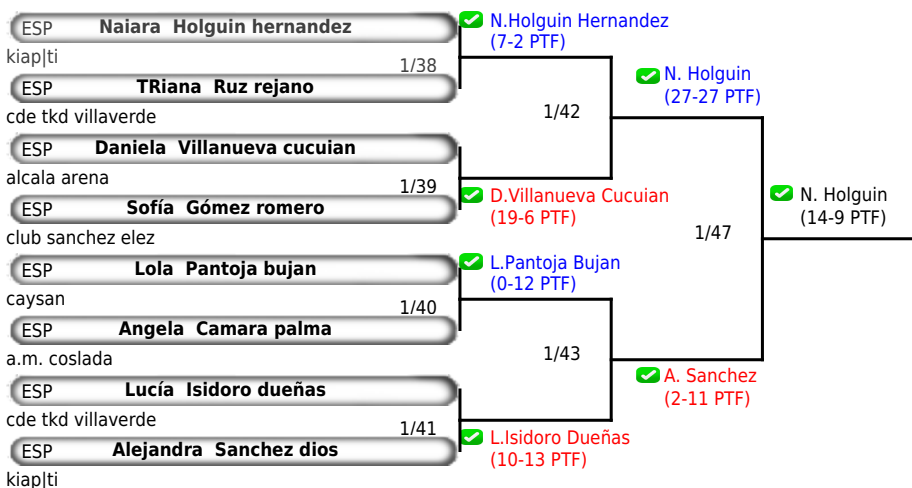 ESP Naiara Holguin hernandez
kiap|ti
1/38
ESP TRiana Ruz rejano
cde tkd villaverde
ESP Daniela Villanueva cucuian
alcala arena
1/39
ESP Sofía Gómez romero
club sanchez elez
ESP Lola Pantoja bujan
caysan
1/40
ESP Angela Camara palma
a.m. coslada
ESP Lucía Isidoro dueñas
cde tkd villaverde
1/41
ESP Alejandra Sanchez dios
kiap|ti
N.Holguin Hernandez
(7-2 PTF)
1/42
D.Villanueva Cucuian
(19-6 PTF)
L.Pantoja Bujan
(0-12 PTF)
1/43
L.Isidoro Dueñas
(10-13 PTF)
N. Holguin
(27-27 PTF)
1/47
A. Sanchez
(2-11 PTF)
N. Holguin
(14-9 PTF)